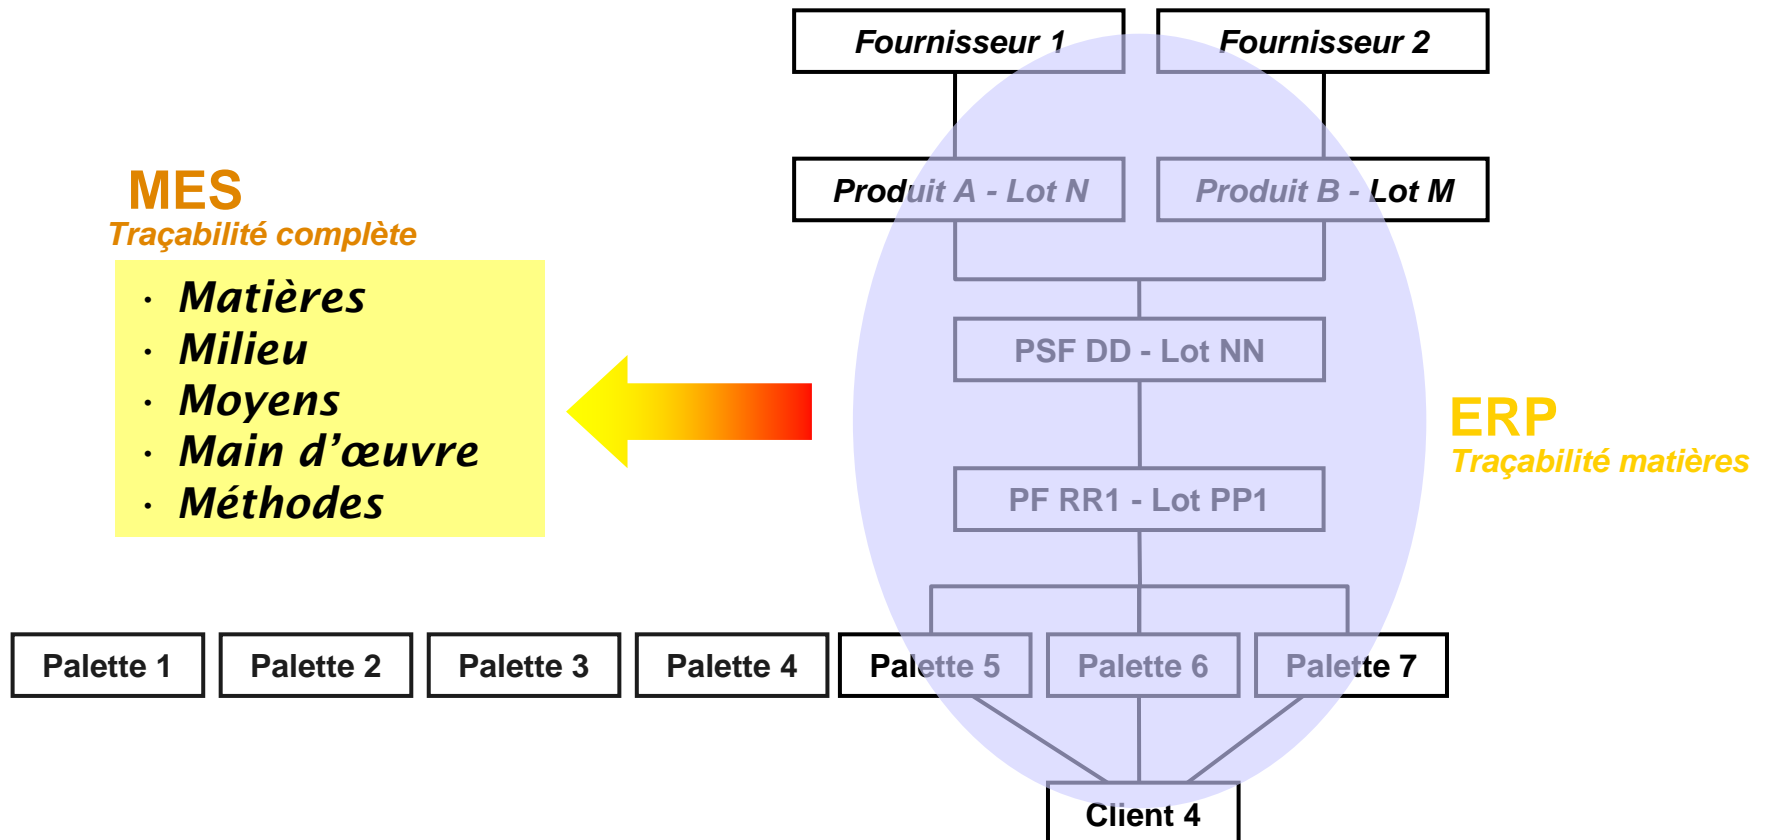 Fournisseur 1
Fournisseur 2
Produit A - Lot N
Produit B - Lot M
MES
Traçabilité complète
· Matières
· Milieu
· Moyens
· Main d’œuvre
· Méthodes
PSF DD - Lot NN
ERP
Traçabilité matières
PF RR1 - Lot PP1
Palette 1
Palette 2
Palette 3
Palette 4
Palette 5
Palette 6
Palette 7
Client 4